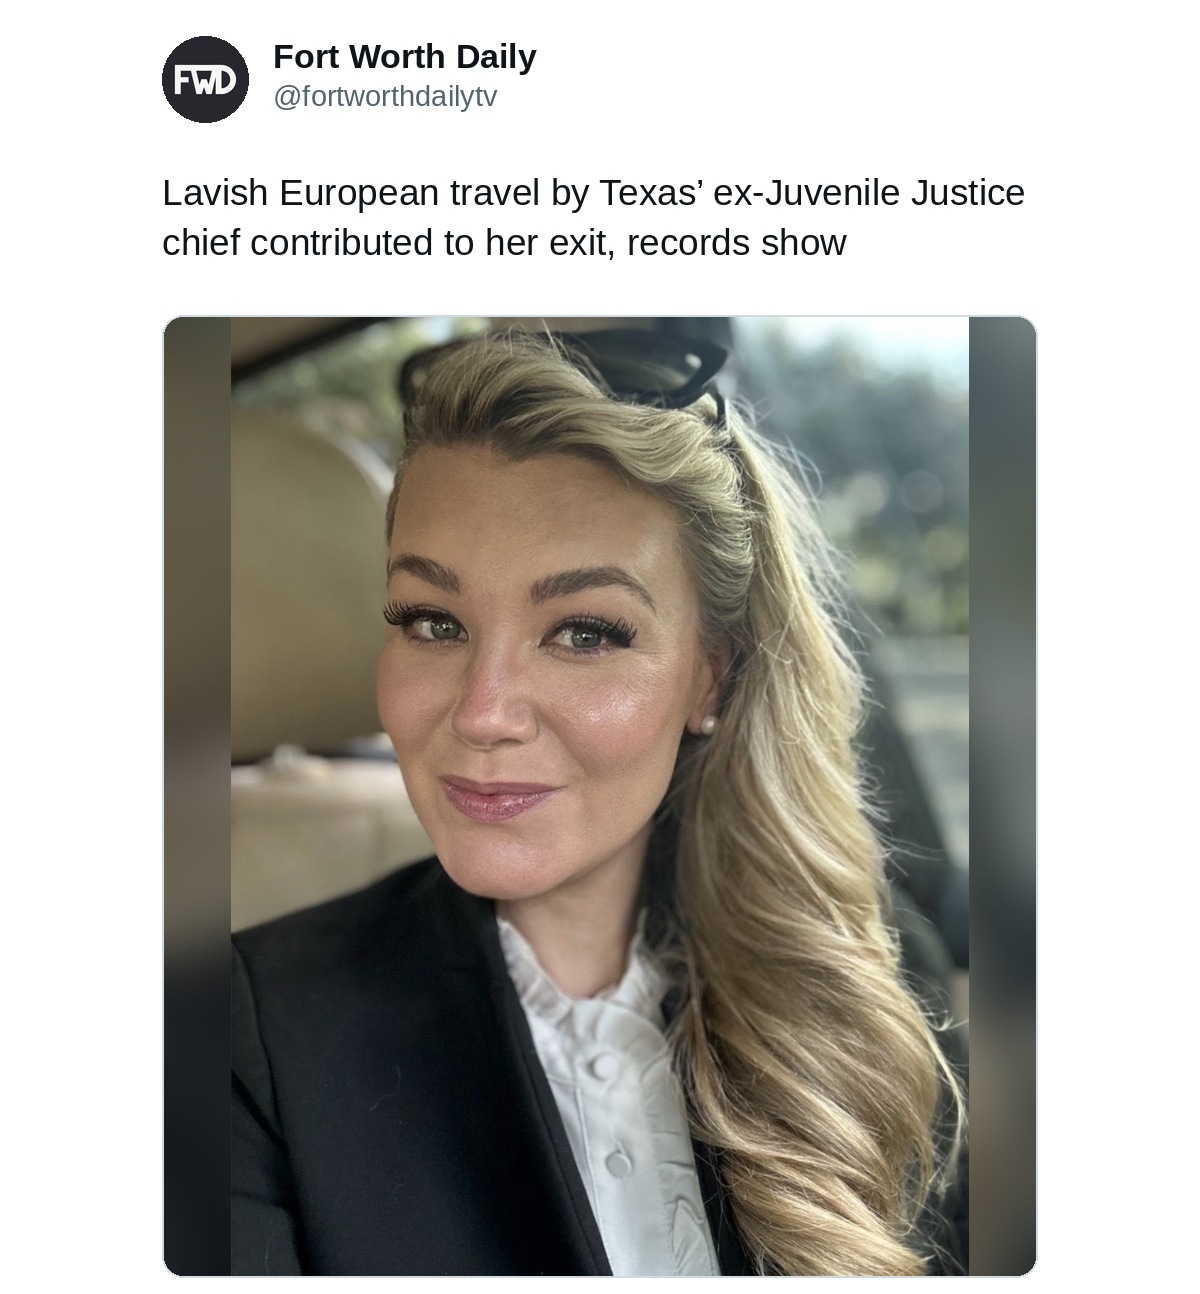 FWD
Fort Worth Daily
@fortworthdailytv
Lavish European travel by Texas’ ex-Juvenile Justice
chief contributed to her exit, records show